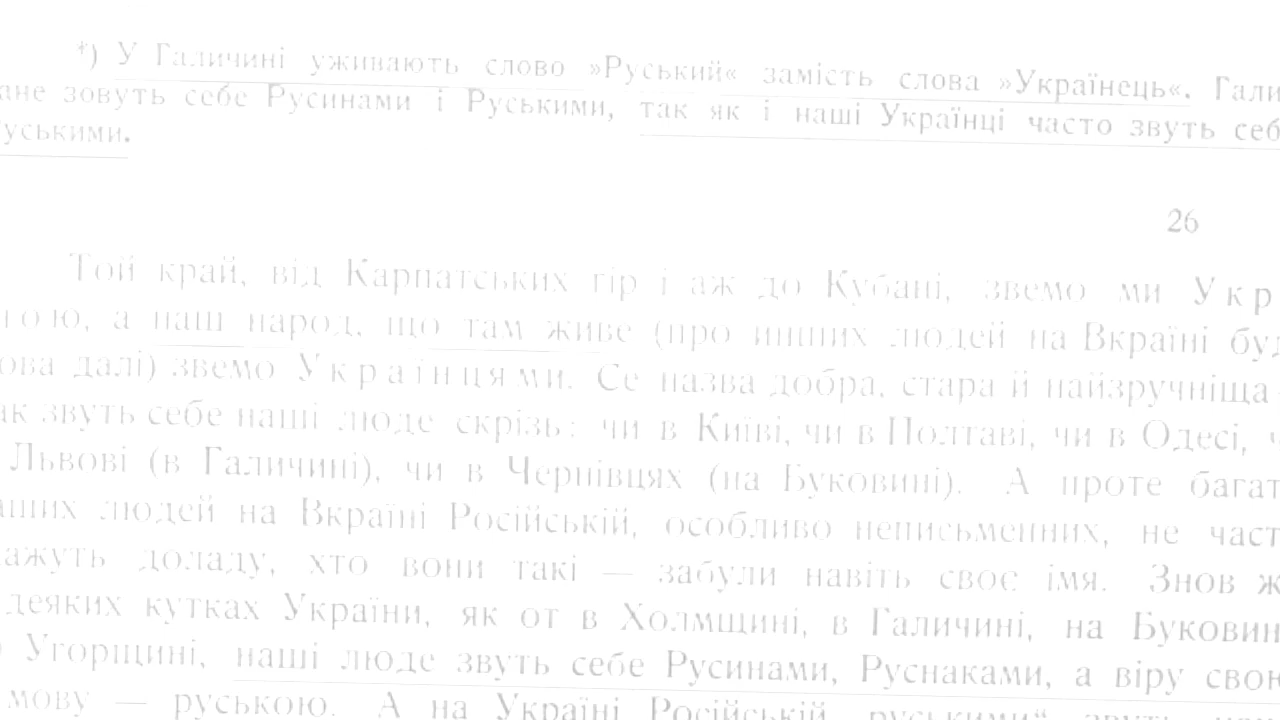 *) У Галичині уживають слово »Руський« замість слова »Українець«. Гали
ане зовуть себе Русинами і Руськими, так як і наші Українці часто звуть себ
уськими.
26
Той край, від Карпатських гір і аж до Кубані, звемо ми Укр
ною, а наш народ, що там живе (про инших людей на Вкраїні буд
ова далі) звемо Українцями. Се назва добра, стара й найзручніща
ак звуть себе наші люде скрізь: чи в Київі, чи в Полтаві, чи в Одесі, ч
Львові (в Галичині), чи в Чернівцях (на Буковині). А проте багат
аших людей на Вкраїні Російській, особливо неписьменних, не част
кажуть доладу, хто вони такі — забули навіть своє імя. Знов ж
деяких кутках України, як от в Холмщині, в Галичині, на Буковин
Угорщині, наші люде звуть себе Русинами, Руснаками, а віру свою
мову — руською. А на Україні Російській „руськими“ звуть